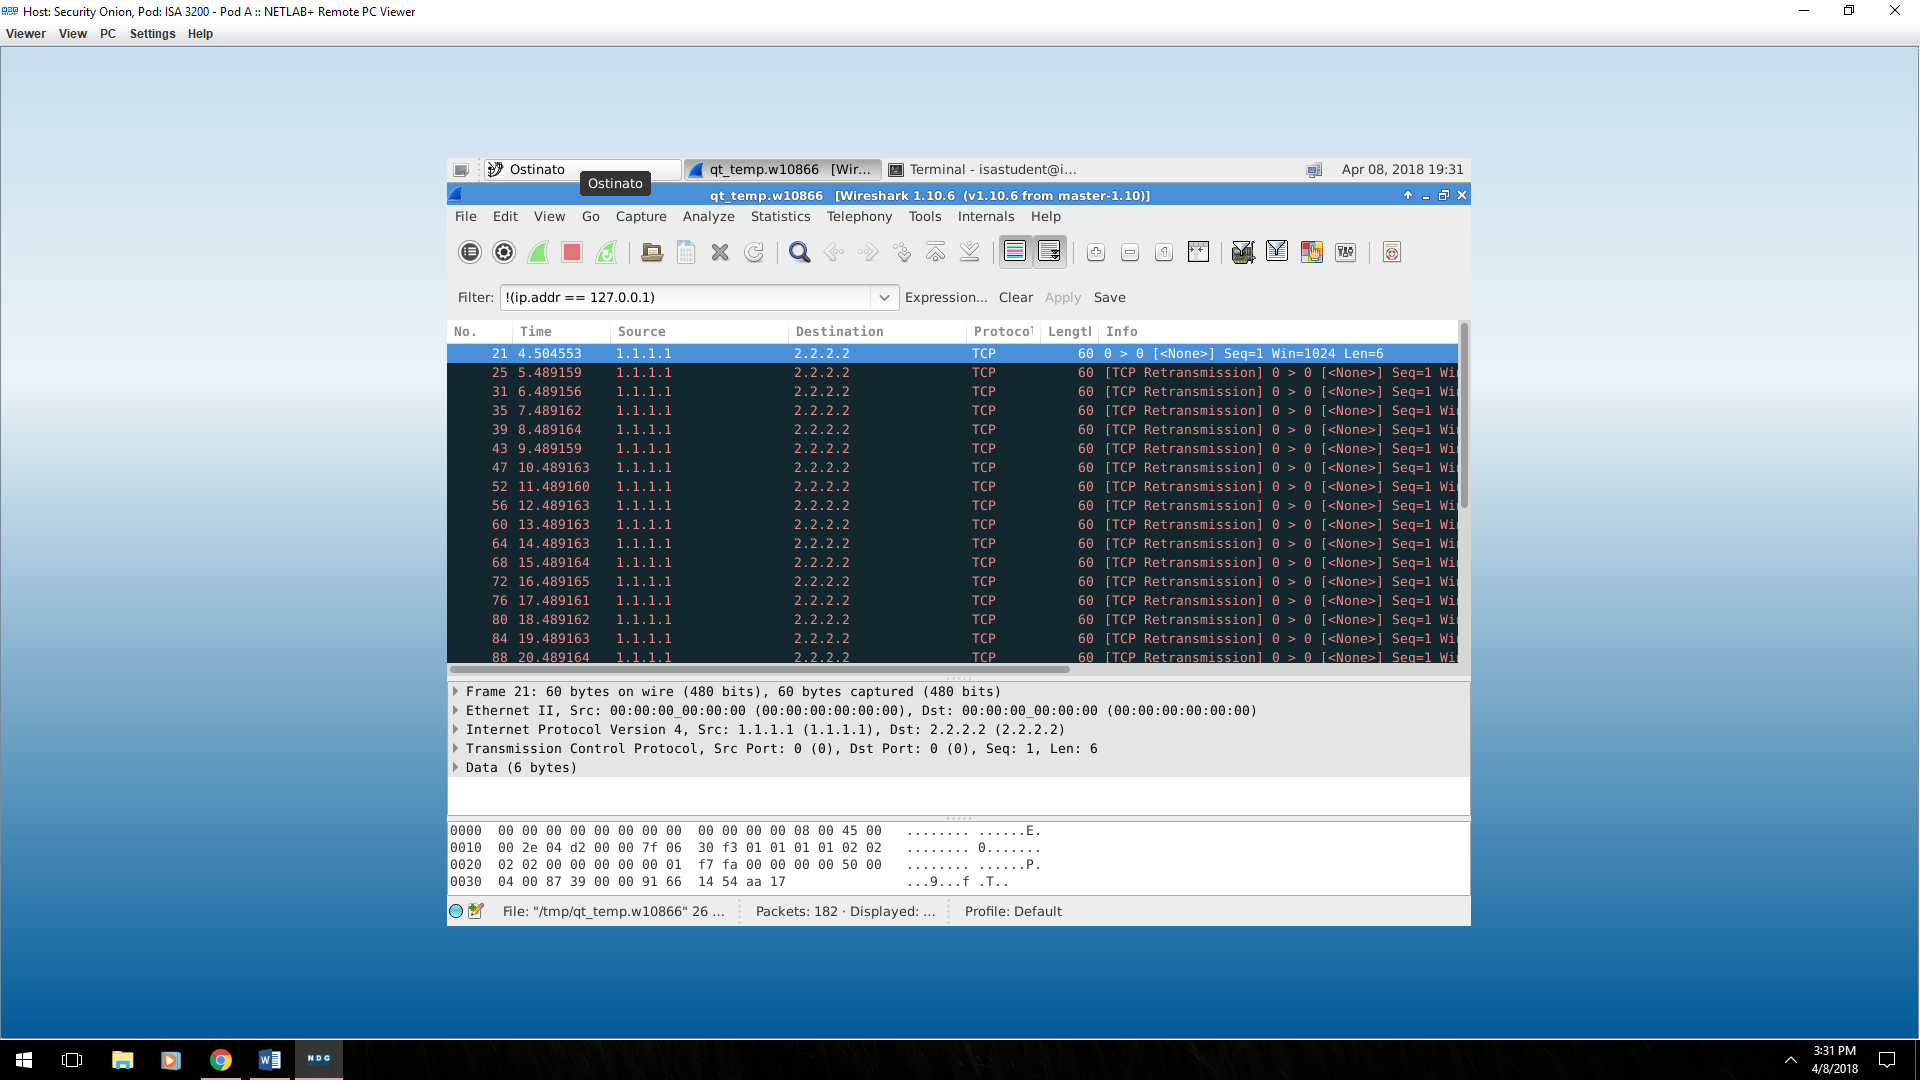 Host: Security Onion, Pod: ISA 3200 - Pod A :: NETLAB+ Remote PC Viewer
Viewer View PC Settings Help
Ostinato qt_temp.w10866 [Wir... Terminal - isastudent@i... Apr 08, 2018 19:31
Ostinato
qt_temp.w10866 [Wireshark 1.10.6 (v1.10.6 from master-1.10)]
File Edit View Go Capture Analyze Statistics Telephony Tools Internals Help
Filter: !(ip.addr == 127.0.0.1) Expression... Clear Apply Save
No. Time Source Destination Protocol Length Info
21 4.504553 1.1.1.1 2.2.2.2 TCP 60 0 > 0 [<None>] Seq=1 Win=1024 Len=6
25 5.489159 1.1.1.1 2.2.2.2 TCP 60 [TCP Retransmission] 0 > 0 [<None>] Seq=1 Wi
31 6.489156 1.1.1.1 2.2.2.2 TCP 60 [TCP Retransmission] 0 > 0 [<None>] Seq=1 Wi
35 7.489162 1.1.1.1 2.2.2.2 TCP 60 [TCP Retransmission] 0 > 0 [<None>] Seq=1 Wi
39 8.489164 1.1.1.1 2.2.2.2 TCP 60 [TCP Retransmission] 0 > 0 [<None>] Seq=1 Wi
43 9.489159 1.1.1.1 2.2.2.2 TCP 60 [TCP Retransmission] 0 > 0 [<None>] Seq=1 Wi
47 10.489163 1.1.1.1 2.2.2.2 TCP 60 [TCP Retransmission] 0 > 0 [<None>] Seq=1 Wi
52 11.489160 1.1.1.1 2.2.2.2 TCP 60 [TCP Retransmission] 0 > 0 [<None>] Seq=1 Wi
56 12.489163 1.1.1.1 2.2.2.2 TCP 60 [TCP Retransmission] 0 > 0 [<None>] Seq=1 Wi
60 13.489163 1.1.1.1 2.2.2.2 TCP 60 [TCP Retransmission] 0 > 0 [<None>] Seq=1 Wi
64 14.489163 1.1.1.1 2.2.2.2 TCP 60 [TCP Retransmission] 0 > 0 [<None>] Seq=1 Wi
68 15.489164 1.1.1.1 2.2.2.2 TCP 60 [TCP Retransmission] 0 > 0 [<None>] Seq=1 Wi
72 16.489165 1.1.1.1 2.2.2.2 TCP 60 [TCP Retransmission] 0 > 0 [<None>] Seq=1 Wi
76 17.489161 1.1.1.1 2.2.2.2 TCP 60 [TCP Retransmission] 0 > 0 [<None>] Seq=1 Wi
80 18.489162 1.1.1.1 2.2.2.2 TCP 60 [TCP Retransmission] 0 > 0 [<None>] Seq=1 Wi
84 19.489163 1.1.1.1 2.2.2.2 TCP 60 [TCP Retransmission] 0 > 0 [<None>] Seq=1 Wi
88 20.489164 1.1.1.1 2.2.2.2 TCP 60 [TCP Retransmission] 0 > 0 [<None>] Seq=1 Wi
Frame 21: 60 bytes on wire (480 bits), 60 bytes captured (480 bits)
Ethernet II, Src: 00:00:00_00:00:00 (00:00:00:00:00:00), Dst: 00:00:00_00:00:00 (00:00:00:00:00:00)
Internet Protocol Version 4, Src: 1.1.1.1 (1.1.1.1), Dst: 2.2.2.2 (2.2.2.2)
Transmission Control Protocol, Src Port: 0 (0), Dst Port: 0 (0), Seq: 1, Len: 6
Data (6 bytes)
0000 00 00 00 00 00 00 00 00 00 00 00 00 08 00 45 00 ........ ......E.
0010 00 2e 04 d2 00 00 7f 06 30 f3 01 01 01 01 02 02 ........ 0.......
0020 02 02 00 00 00 00 00 01 f7 fa 00 00 00 00 50 00 ........ ......P.
0030 04 00 87 39 00 00 91 66 14 54 aa 17 ...9...f .T..
File: "/tmp/qt_temp.w10866" 26 ... Packets: 182 · Displayed: ... Profile: Default
NDG
3:31 PM
4/8/2018